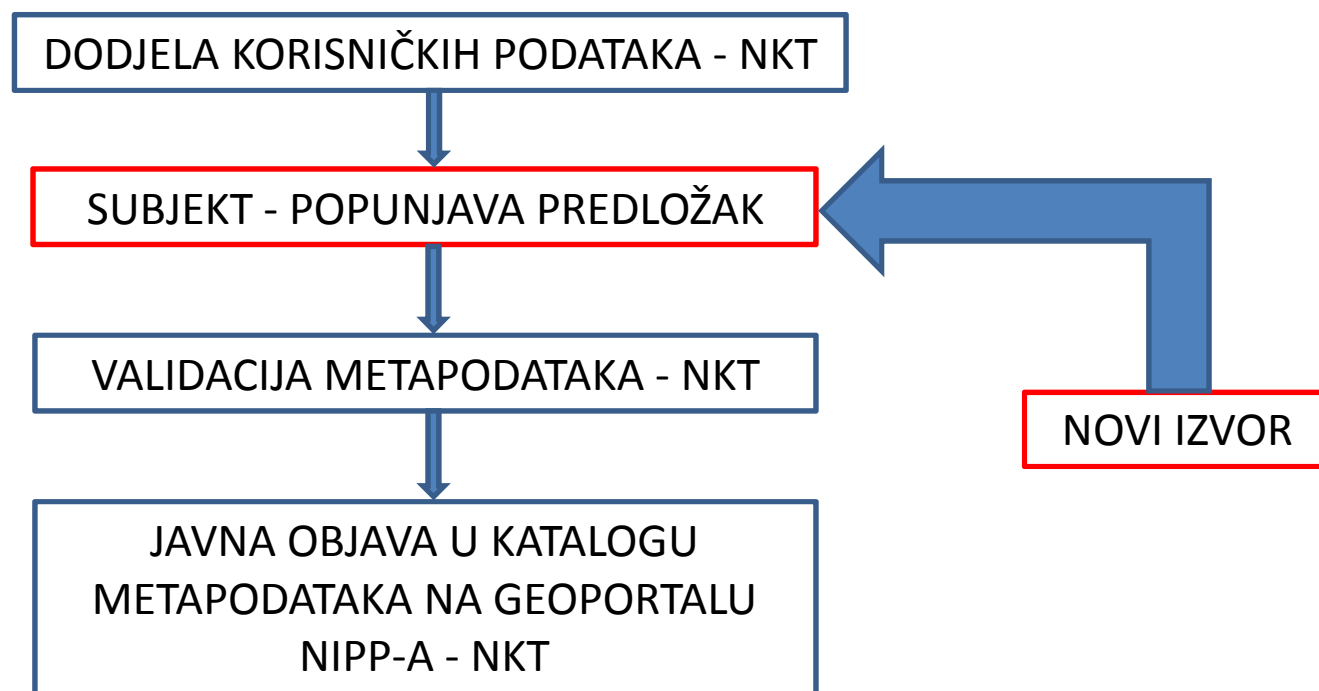 DODJELA KORISNIČKIH PODATAKA - NKT
SUBJEKT - POPUNJAVA PREDLOŽAK
VALIDACIJA METAPODATAKA - NKT
NOVI IZVOR
JAVNA OBJAVA U KATALOGU
METAPODATAKA NA GEOPORTALU
NIPP-A - NKT